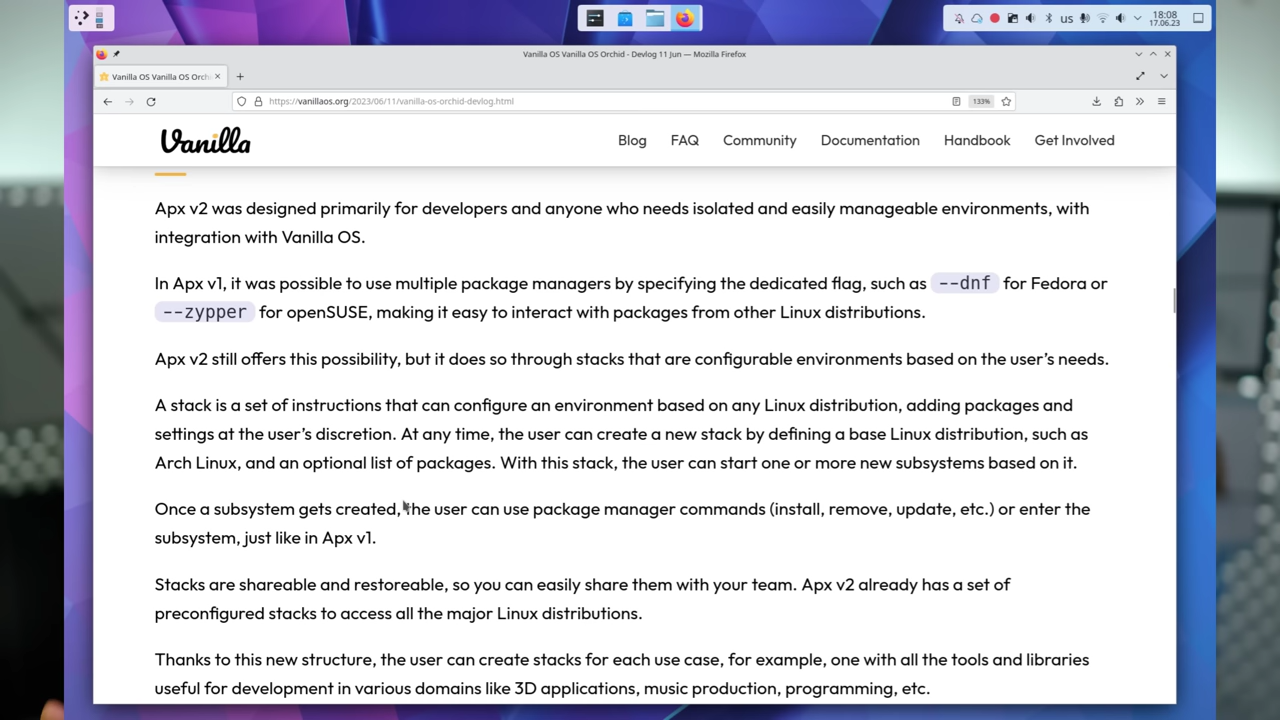 us
18:08
17.06.23
Vanilla OS Vanilla OS Orchid - Devlog 11 Jun — Mozilla Firefox
Vanilla OS Vanilla OS Orch
https://vanillaos.org/2023/06/11/vanilla-os-orchid-devlog.html
133%
Vanilla
Blog
FAQ
Community
Documentation
Handbook
Get Involved
Apx v2 was designed primarily for developers and anyone who needs isolated and easily manageable environments, with
integration with Vanilla OS.
In Apx v1, it was possible to use multiple package managers by specifying the dedicated flag, such as --dnf for Fedora or
--zypper for openSUSE, making it easy to interact with packages from other Linux distributions.
Apx v2 still offers this possibility, but it does so through stacks that are configurable environments based on the user’s needs.
A stack is a set of instructions that can configure an environment based on any Linux distribution, adding packages and
settings at the user’s discretion. At any time, the user can create a new stack by defining a base Linux distribution, such as
Arch Linux, and an optional list of packages. With this stack, the user can start one or more new subsystems based on it.
Once a subsystem gets created, the user can use package manager commands (install, remove, update, etc.) or enter the
subsystem, just like in Apx v1.
Stacks are shareable and restoreable, so you can easily share them with your team. Apx v2 already has a set of
preconfigured stacks to access all the major Linux distributions.
Thanks to this new structure, the user can create stacks for each use case, for example, one with all the tools and libraries
useful for development in various domains like 3D applications, music production, programming, etc.